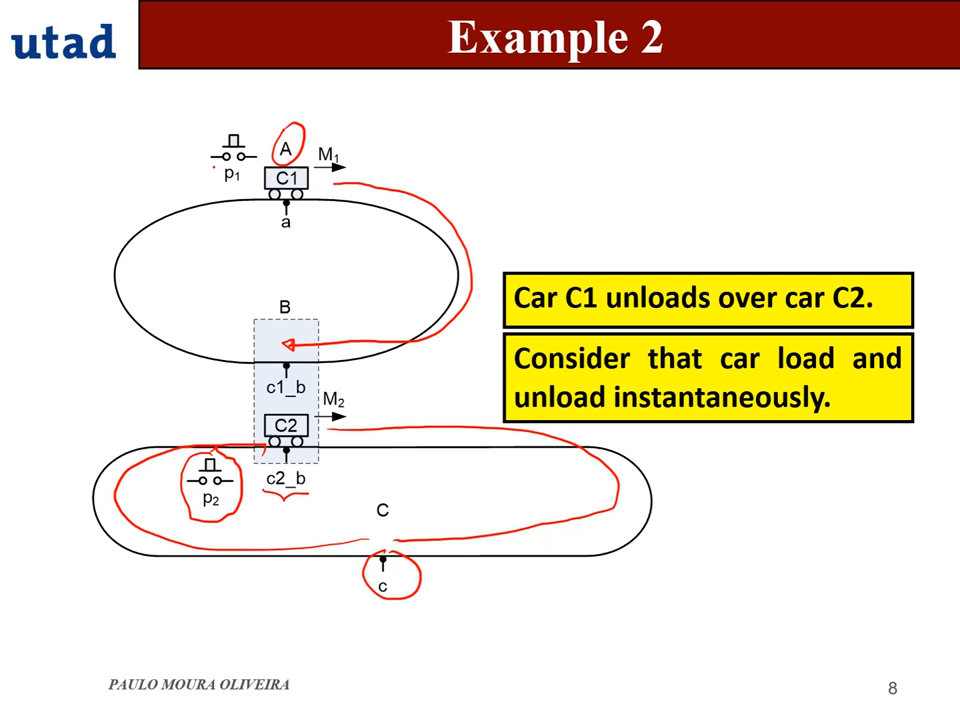 utad
Example 2
A
M1
p1
C1
a
B
Car C1 unloads over car C2.
Consider that car load and
unload instantaneously.
c1_b
M2
C2
c2_b
p2
C
c
PAULO MOURA OLIVEIRA
8